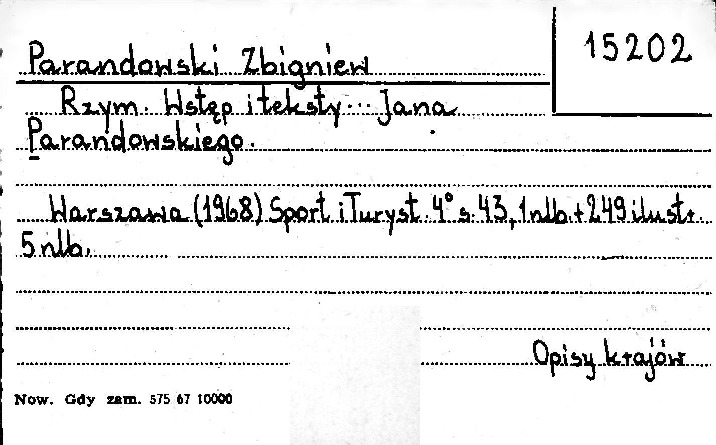 15202
Parandowski Zbigniew
Rzym. Wstęp i teksty... Jana
Parandowskiego.
Warszawa (1968) Sport i Turyst. 4° s. 43, 1 nlb. + 249 ilustr.
5 nlb.
Opisy krajów
Now. Gdy zam. 575 67 10000